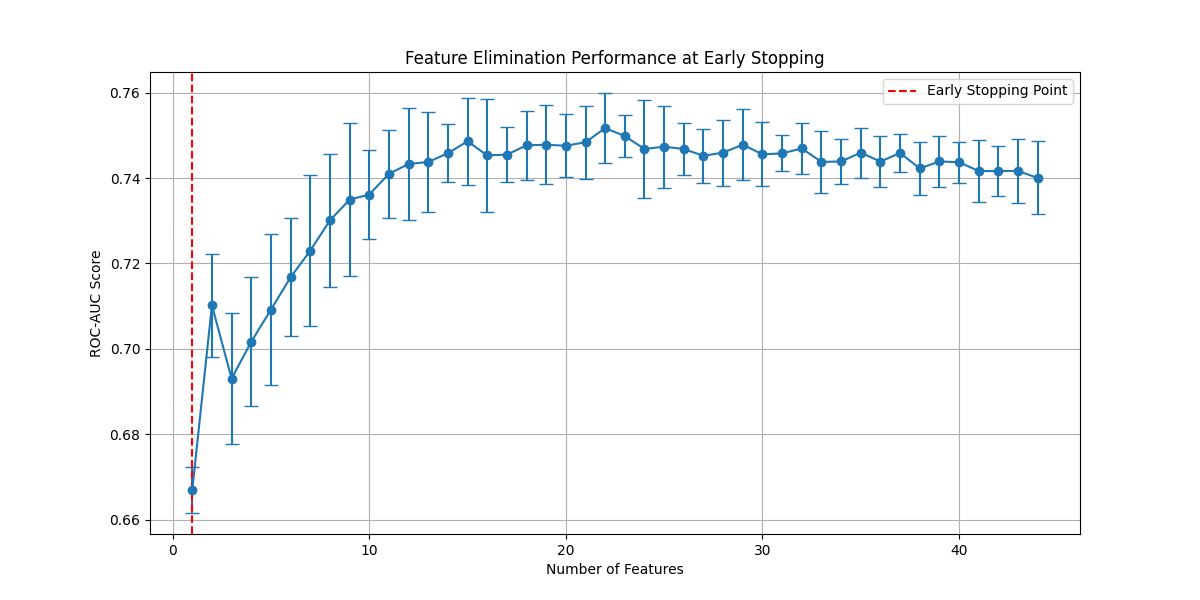 Feature Elimination Performance at Early Stopping
Early Stopping Point
ROC-AUC Score
0.76
0.74
0.72
0.70
0.68
0.66
0 10 20 30 40
Number of Features